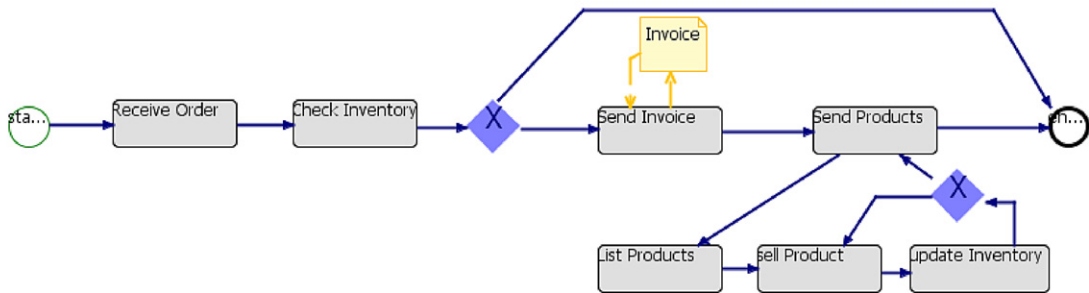 Invoice
sta...
Receive Order
Check Inventory
X
Send Invoice
Send Products
en...
X
List Products
sell Product
update Inventory